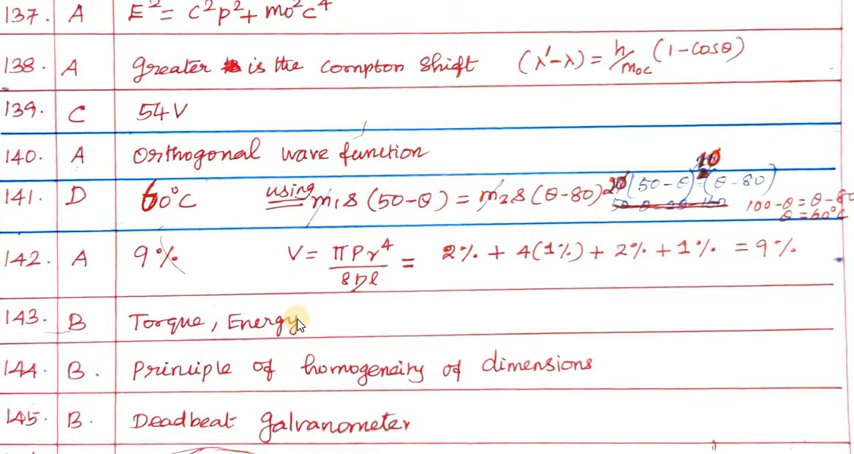 137. A E² = c²p² + mo²c⁴
138. A greater is the compton shift (λ'-λ) = h/moc (1-cosθ)
139. C 54V
140. A Orthogonal wave function
141. D 60°C using m₁s (50-θ) = m₂s (θ-80) 20 (50-θ) = 10 (θ-80)
100-θ = θ-80
θ = 60°C
142. A 9% V = πPr⁴/8ηl = 2% + 4(1%) + 2% + 1% = 9%
143. B Torque, Energy
144. B. Principle of homogeneity of dimensions
145. B. Deadbeat galvanometer